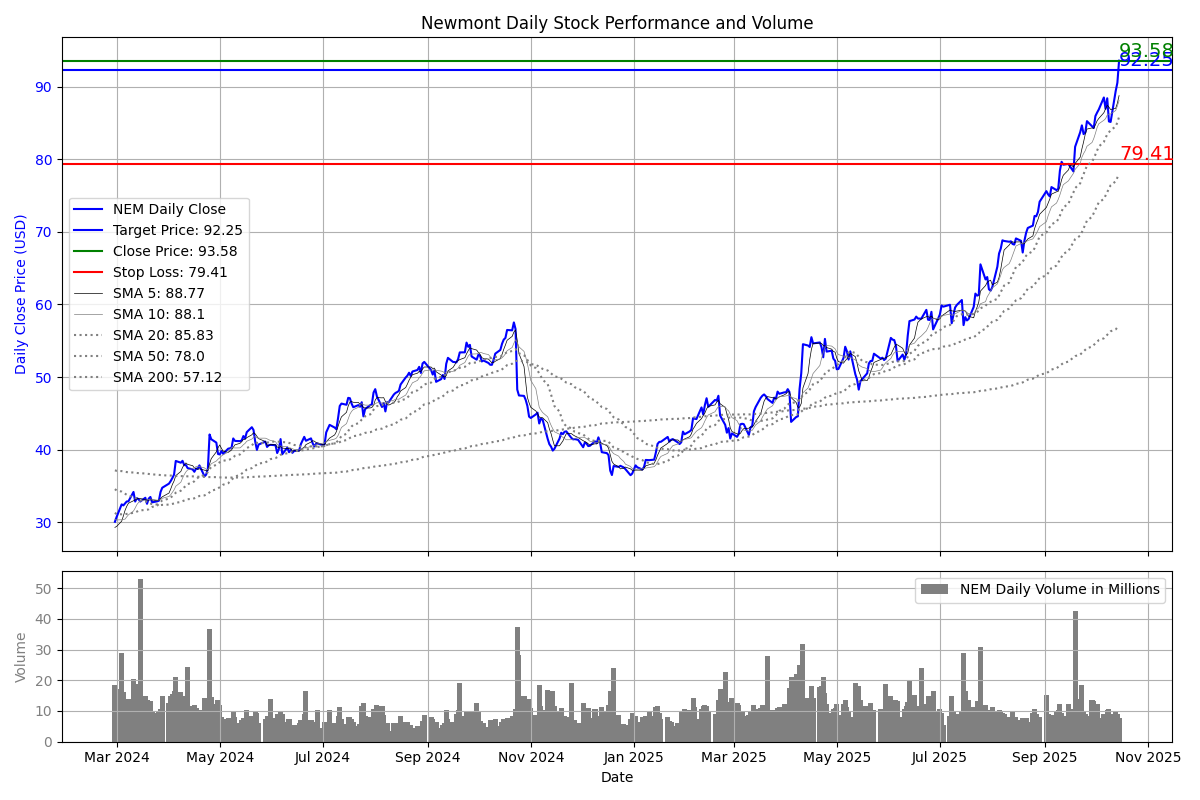 Newmont Daily Stock Performance and Volume
93.58
92.25
79.41
90
80
70
60
50
40
30
Daily Close Price (USD)
NEM Daily Close
Target Price: 92.25
Close Price: 93.58
Stop Loss: 79.41
SMA 5: 88.77
SMA 10: 88.1
SMA 20: 85.83
SMA 50: 78.0
SMA 200: 57.12
NEM Daily Volume in Millions
50
40
30
20
10
0
Volume
Mar 2024 May 2024 Jul 2024 Sep 2024 Nov 2024 Jan 2025 Mar 2025 May 2025 Jul 2025 Sep 2025 Nov 2025
Date